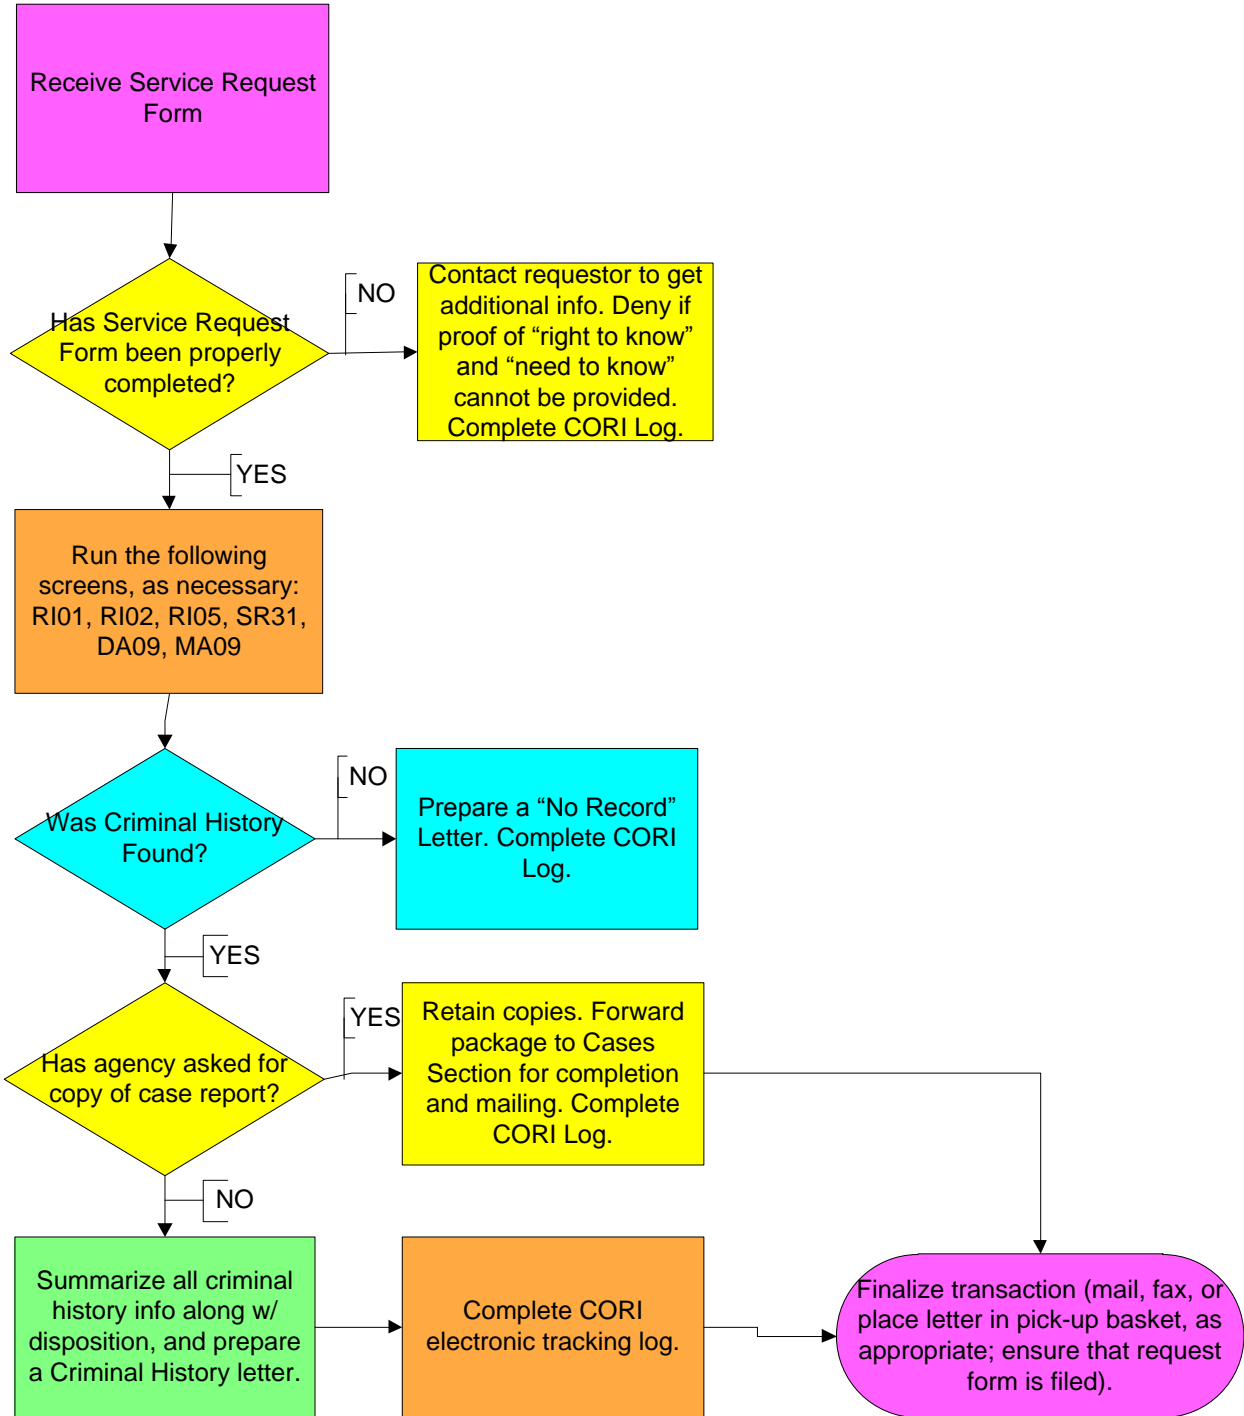 Receive Service Request
Form
Has Service Request
Form been properly
completed?
NO
Contact requestor to get
additional info. Deny if
proof of “right to know”
and “need to know”
cannot be provided.
Complete CORI Log.
YES
Run the following
screens, as necessary:
RI01, RI02, RI05, SR31,
DA09, MA09
Was Criminal History
Found?
NO
Prepare a “No Record”
Letter. Complete CORI
Log.
YES
Has agency asked for
copy of case report?
YES
Retain copies. Forward
package to Cases
Section for completion
and mailing. Complete
CORI Log.
NO
Summarize all criminal
history info along w/
disposition, and prepare
a Criminal History letter.
Complete CORI
electronic tracking log.
Finalize transaction (mail, fax, or
place letter in pick-up basket, as
appropriate; ensure that request
form is filed).